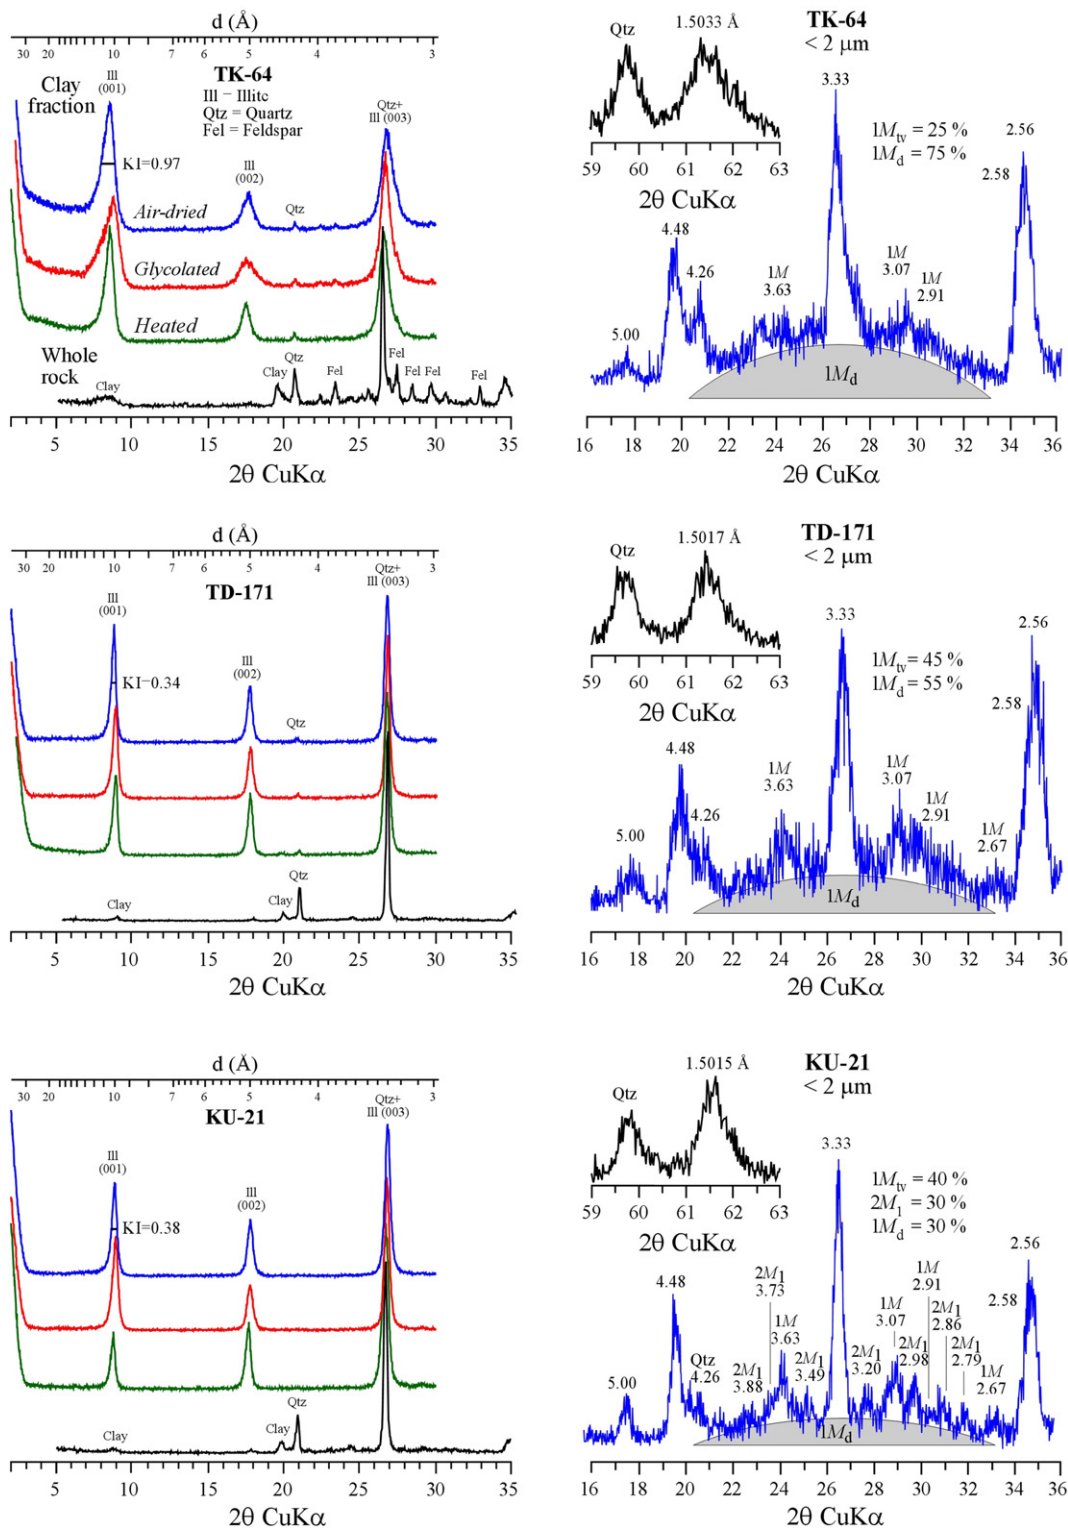 d (Å)
30 20 10 6 5 4 3
TK-64
Ill = Illite
Qtz = Quartz
Fel = Feldspar
Clay
fraction
Ill
(001)
KI=0.97
Ill
(002)
Qtz+
Ill (003)
Air-dried
Qtz
Glycolated
Heated
Whole
rock
Clay
Clay
Qtz
Fel
Fel
Fel
Fel
Fel
5 10 15 20 25 30 35
2θ CuKα
TK-64
< 2 μm
Qtz
1.5033 Å
59 60 61 62 63
2θ CuKα
1Mtv = 25 %
1Md = 75 %
3.33
2.56
2.58
4.48
4.26
1M
3.63
1M
3.07
1M
2.91
5.00
1Md
16 18 20 22 24 26 28 30 32 34 36
2θ CuKα
d (Å)
30 20 10 6 5 4 3
TD-171
Ill
(001)
KI=0.34
Ill
(002)
Qtz+
Ill (003)
Qtz
Clay
Clay
Qtz
5 10 15 20 25 30 35
2θ CuKα
TD-171
< 2 μm
Qtz
1.5017 Å
59 60 61 62 63
2θ CuKα
1Mtv = 45 %
1Md = 55 %
3.33
2.56
2.58
4.48
4.26
5.00
1M
3.63
1M
3.07
1M
2.91
1M
2.67
1Md
16 18 20 22 24 26 28 30 32 34 36
2θ CuKα
d (Å)
30 20 10 6 5 4 3
KU-21
Ill
(001)
KI=0.38
Ill
(002)
Qtz+
Ill (003)
Clay
Clay
Qtz
5 10 15 20 25 30 35
2θ CuKα
KU-21
< 2 μm
Qtz
1.5015 Å
59 60 61 62 63
2θ CuKα
1Mtv = 40 %
2M1 = 30 %
1Md = 30 %
3.33
2.56
2.58
4.48
5.00
Qtz
4.26
2M1
3.88
2M1
3.73
1M
3.63
2M1
3.49
2M1
3.20
1M
3.07
2M1
2.98
1M
2.91
2M1
2.86
2M1
2.79
1M
2.67
1Md
16 18 20 22 24 26 28 30 32 34 36
2θ CuKα